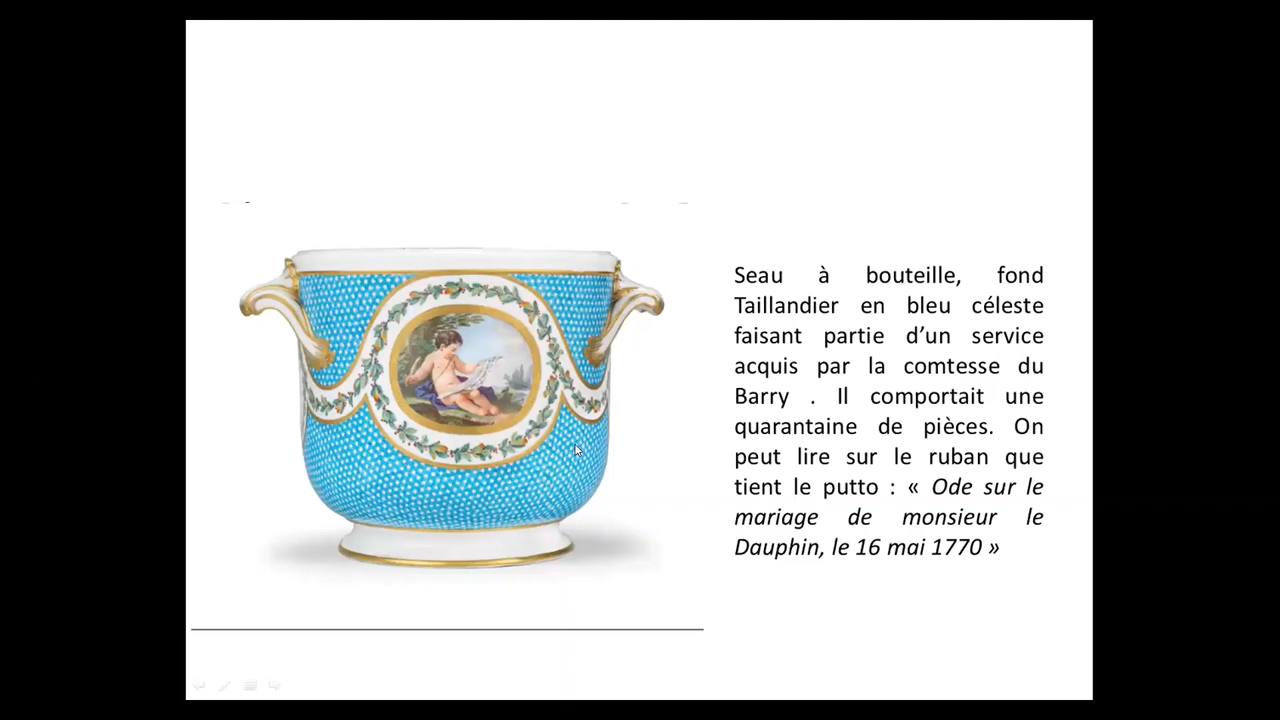 Seau à bouteille, fond
Taillandier en bleu céleste
faisant partie d’un service
acquis par la comtesse du
Barry . Il comportait une
quarantaine de pièces. On
peut lire sur le ruban que
tient le putto : « Ode sur le
mariage de monsieur le
Dauphin, le 16 mai 1770 »